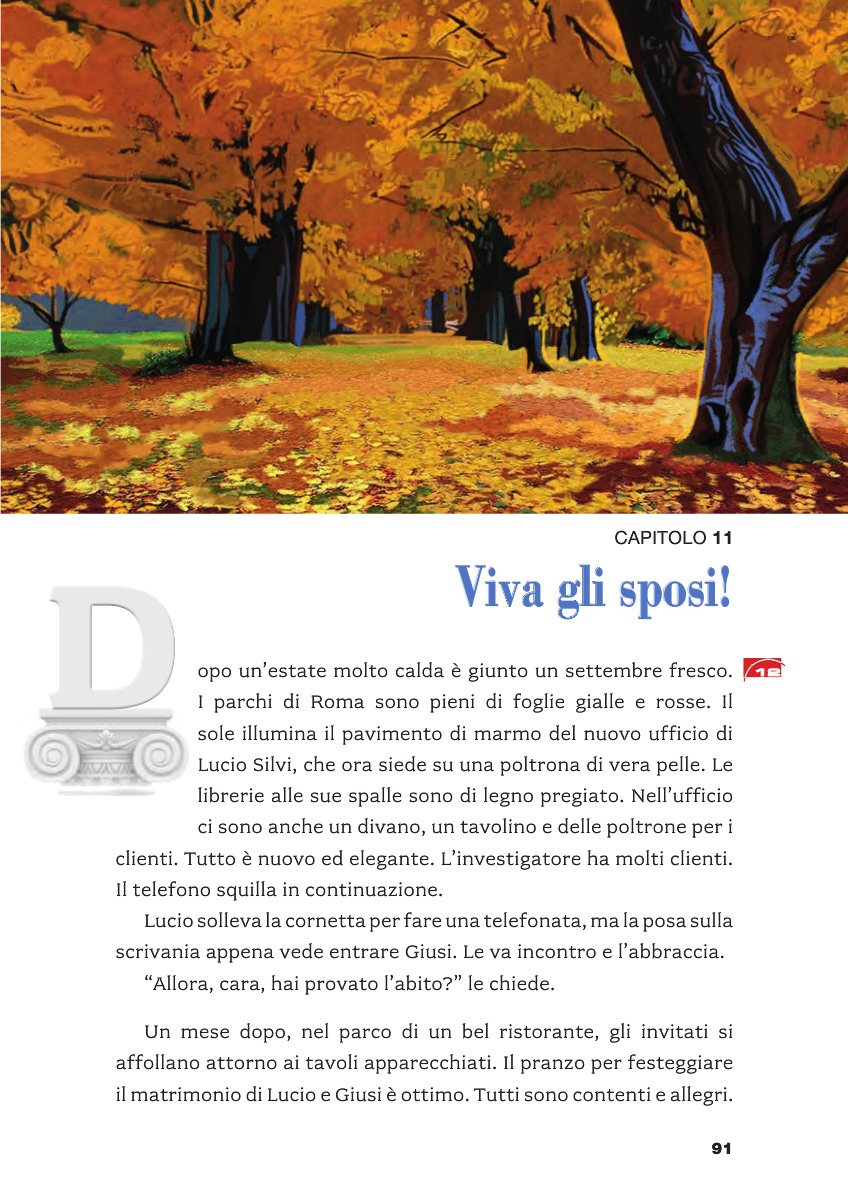 CAPITOLO 11
Viva gli sposi!
Dopo un’estate molto calda è giunto un settembre fresco.
12
I parchi di Roma sono pieni di foglie gialle e rosse. Il
sole illumina il pavimento di marmo del nuovo ufficio di
Lucio Silvi, che ora siede su una poltrona di vera pelle. Le
librerie alle sue spalle sono di legno pregiato. Nell’ufficio
ci sono anche un divano, un tavolino e delle poltrone per i
clienti. Tutto è nuovo ed elegante. L’investigatore ha molti clienti.
Il telefono squilla in continuazione.
Lucio solleva la cornetta per fare una telefonata, ma la posa sulla
scrivania appena vede entrare Giusi. Le va incontro e l’abbraccia.
“Allora, cara, hai provato l’abito?” le chiede.
Un mese dopo, nel parco di un bel ristorante, gli invitati si
affollano attorno ai tavoli apparecchiati. Il pranzo per festeggiare
il matrimonio di Lucio e Giusi è ottimo. Tutti sono contenti e allegri.
91